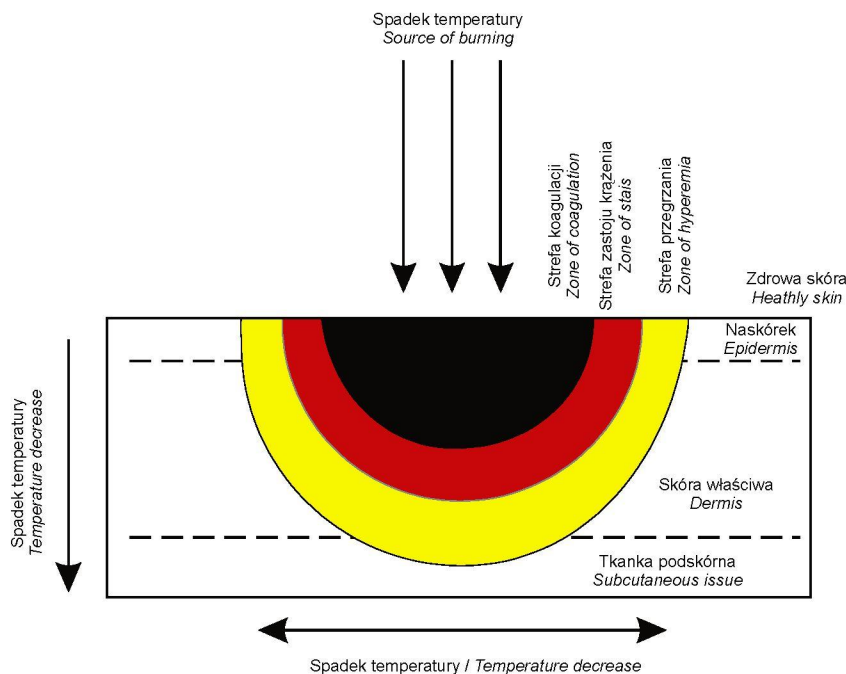 Spadek temperatury
Source of burning
Strefa koagulacji
Zone of coagulation
Strefa zastoju krążenia
Zone of stais
Strefa przegrzania
Zone of hyperemia
Zdrowa skóra
Heathly skin
Naskórek
Epidermis
Spadek temperatury
Temperature decrease
Skóra właściwa
Dermis
Tkanka podskórna
Subcutaneous issue
Spadek temperatury / Temperature decrease